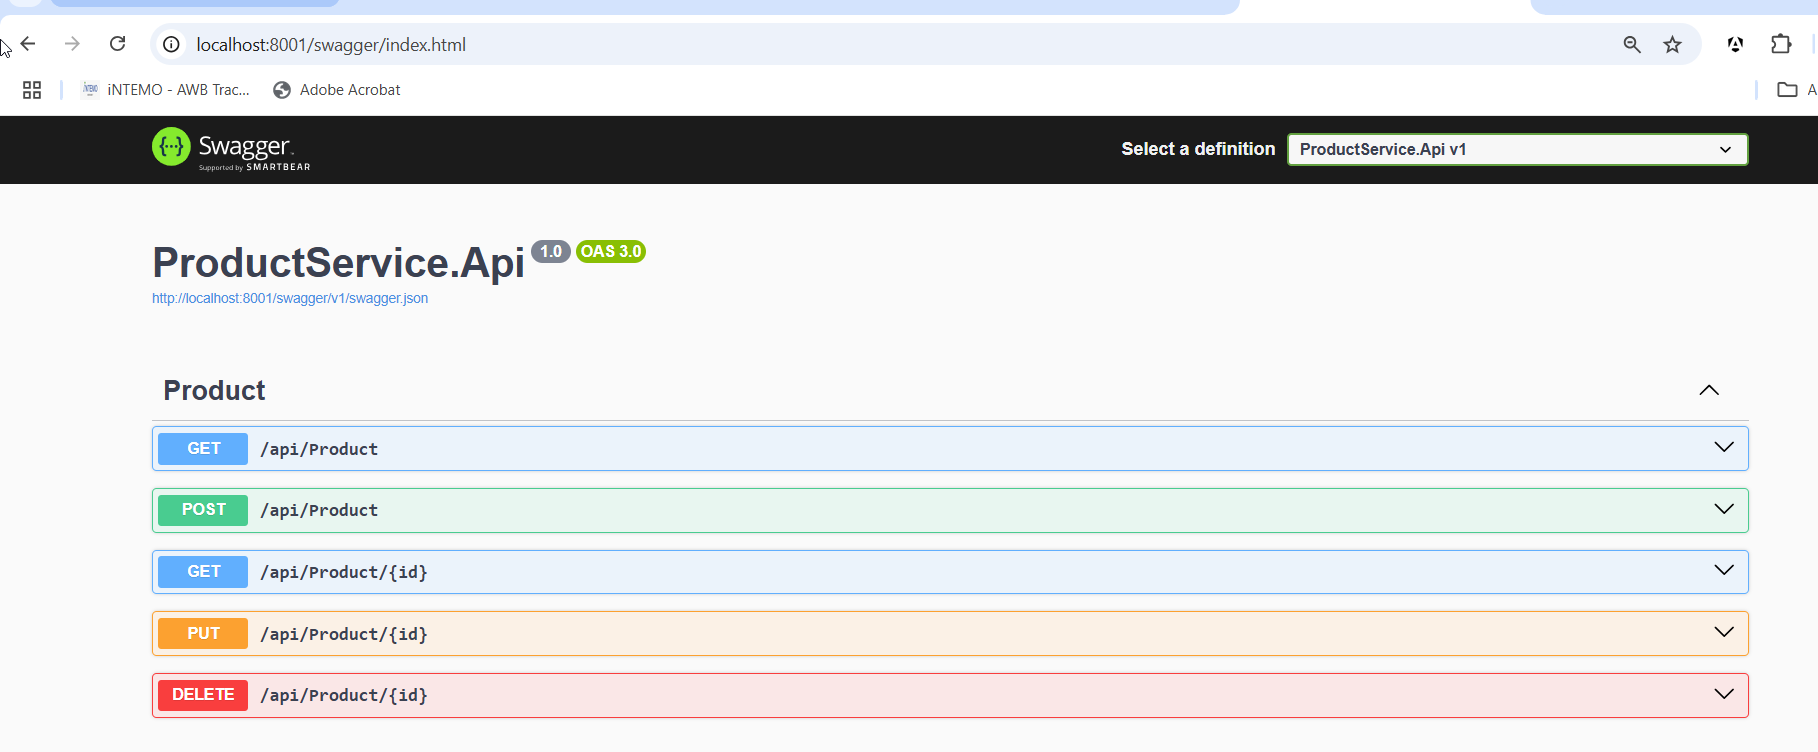 localhost:8001/swagger/index.html
iNTEMO - AWB Trac...
Adobe Acrobat
A
Swagger
Supported by SMARTBEAR
Select a definition
ProductService.Api v1
ProductService.Api 1.0 OAS 3.0
http://localhost:8001/swagger/v1/swagger.json
Product
GET /api/Product
POST /api/Product
GET /api/Product/{id}
PUT /api/Product/{id}
DELETE /api/Product/{id}